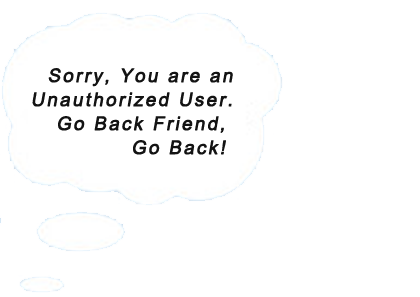 Sorry, You are an
Unauthorized User.
Go Back Friend,
Go Back!